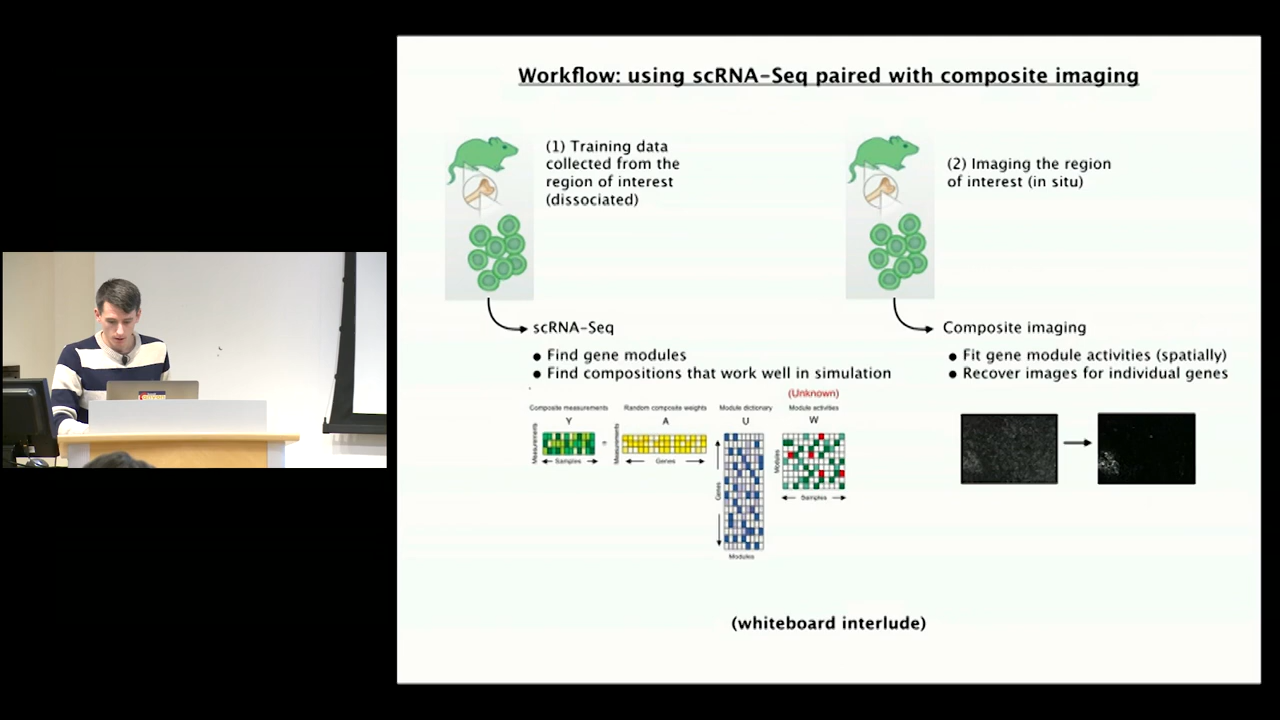 Workflow: using scRNA-Seq paired with composite imaging
(1) Training data
collected from the
region of interest
(dissociated)
(2) Imaging the region
of interest (in situ)
scRNA-Seq
● Find gene modules
● Find compositions that work well in simulation
Composite imaging
● Fit gene module activities (spatially)
● Recover images for individual genes
(Unknown)
Composite measurements
Random composite weights
Module dictionary
Module activities
Y
A
U
W
Measurements
Samples
=
Measurements
Genes
Genes
Modules
Modules
Samples
(whiteboard interlude)